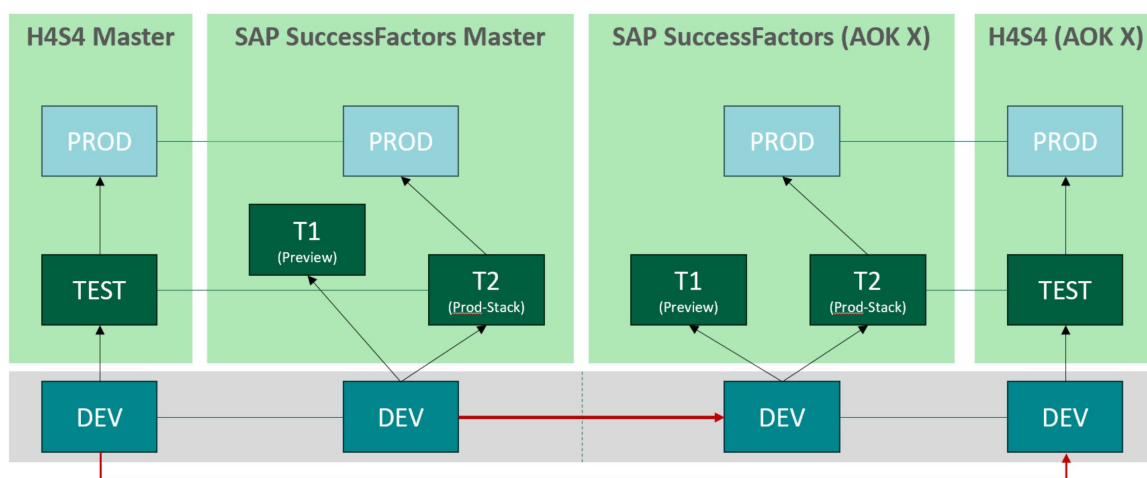 H4S4 Master
SAP SuccessFactors Master
SAP SuccessFactors (AOK X)
H4S4 (AOK X)
PROD
PROD
PROD
PROD
T1
(Preview)
TEST
T2
(Prod-Stack)
T1
(Preview)
T2
(Prod-Stack)
TEST
DEV
DEV
DEV
DEV